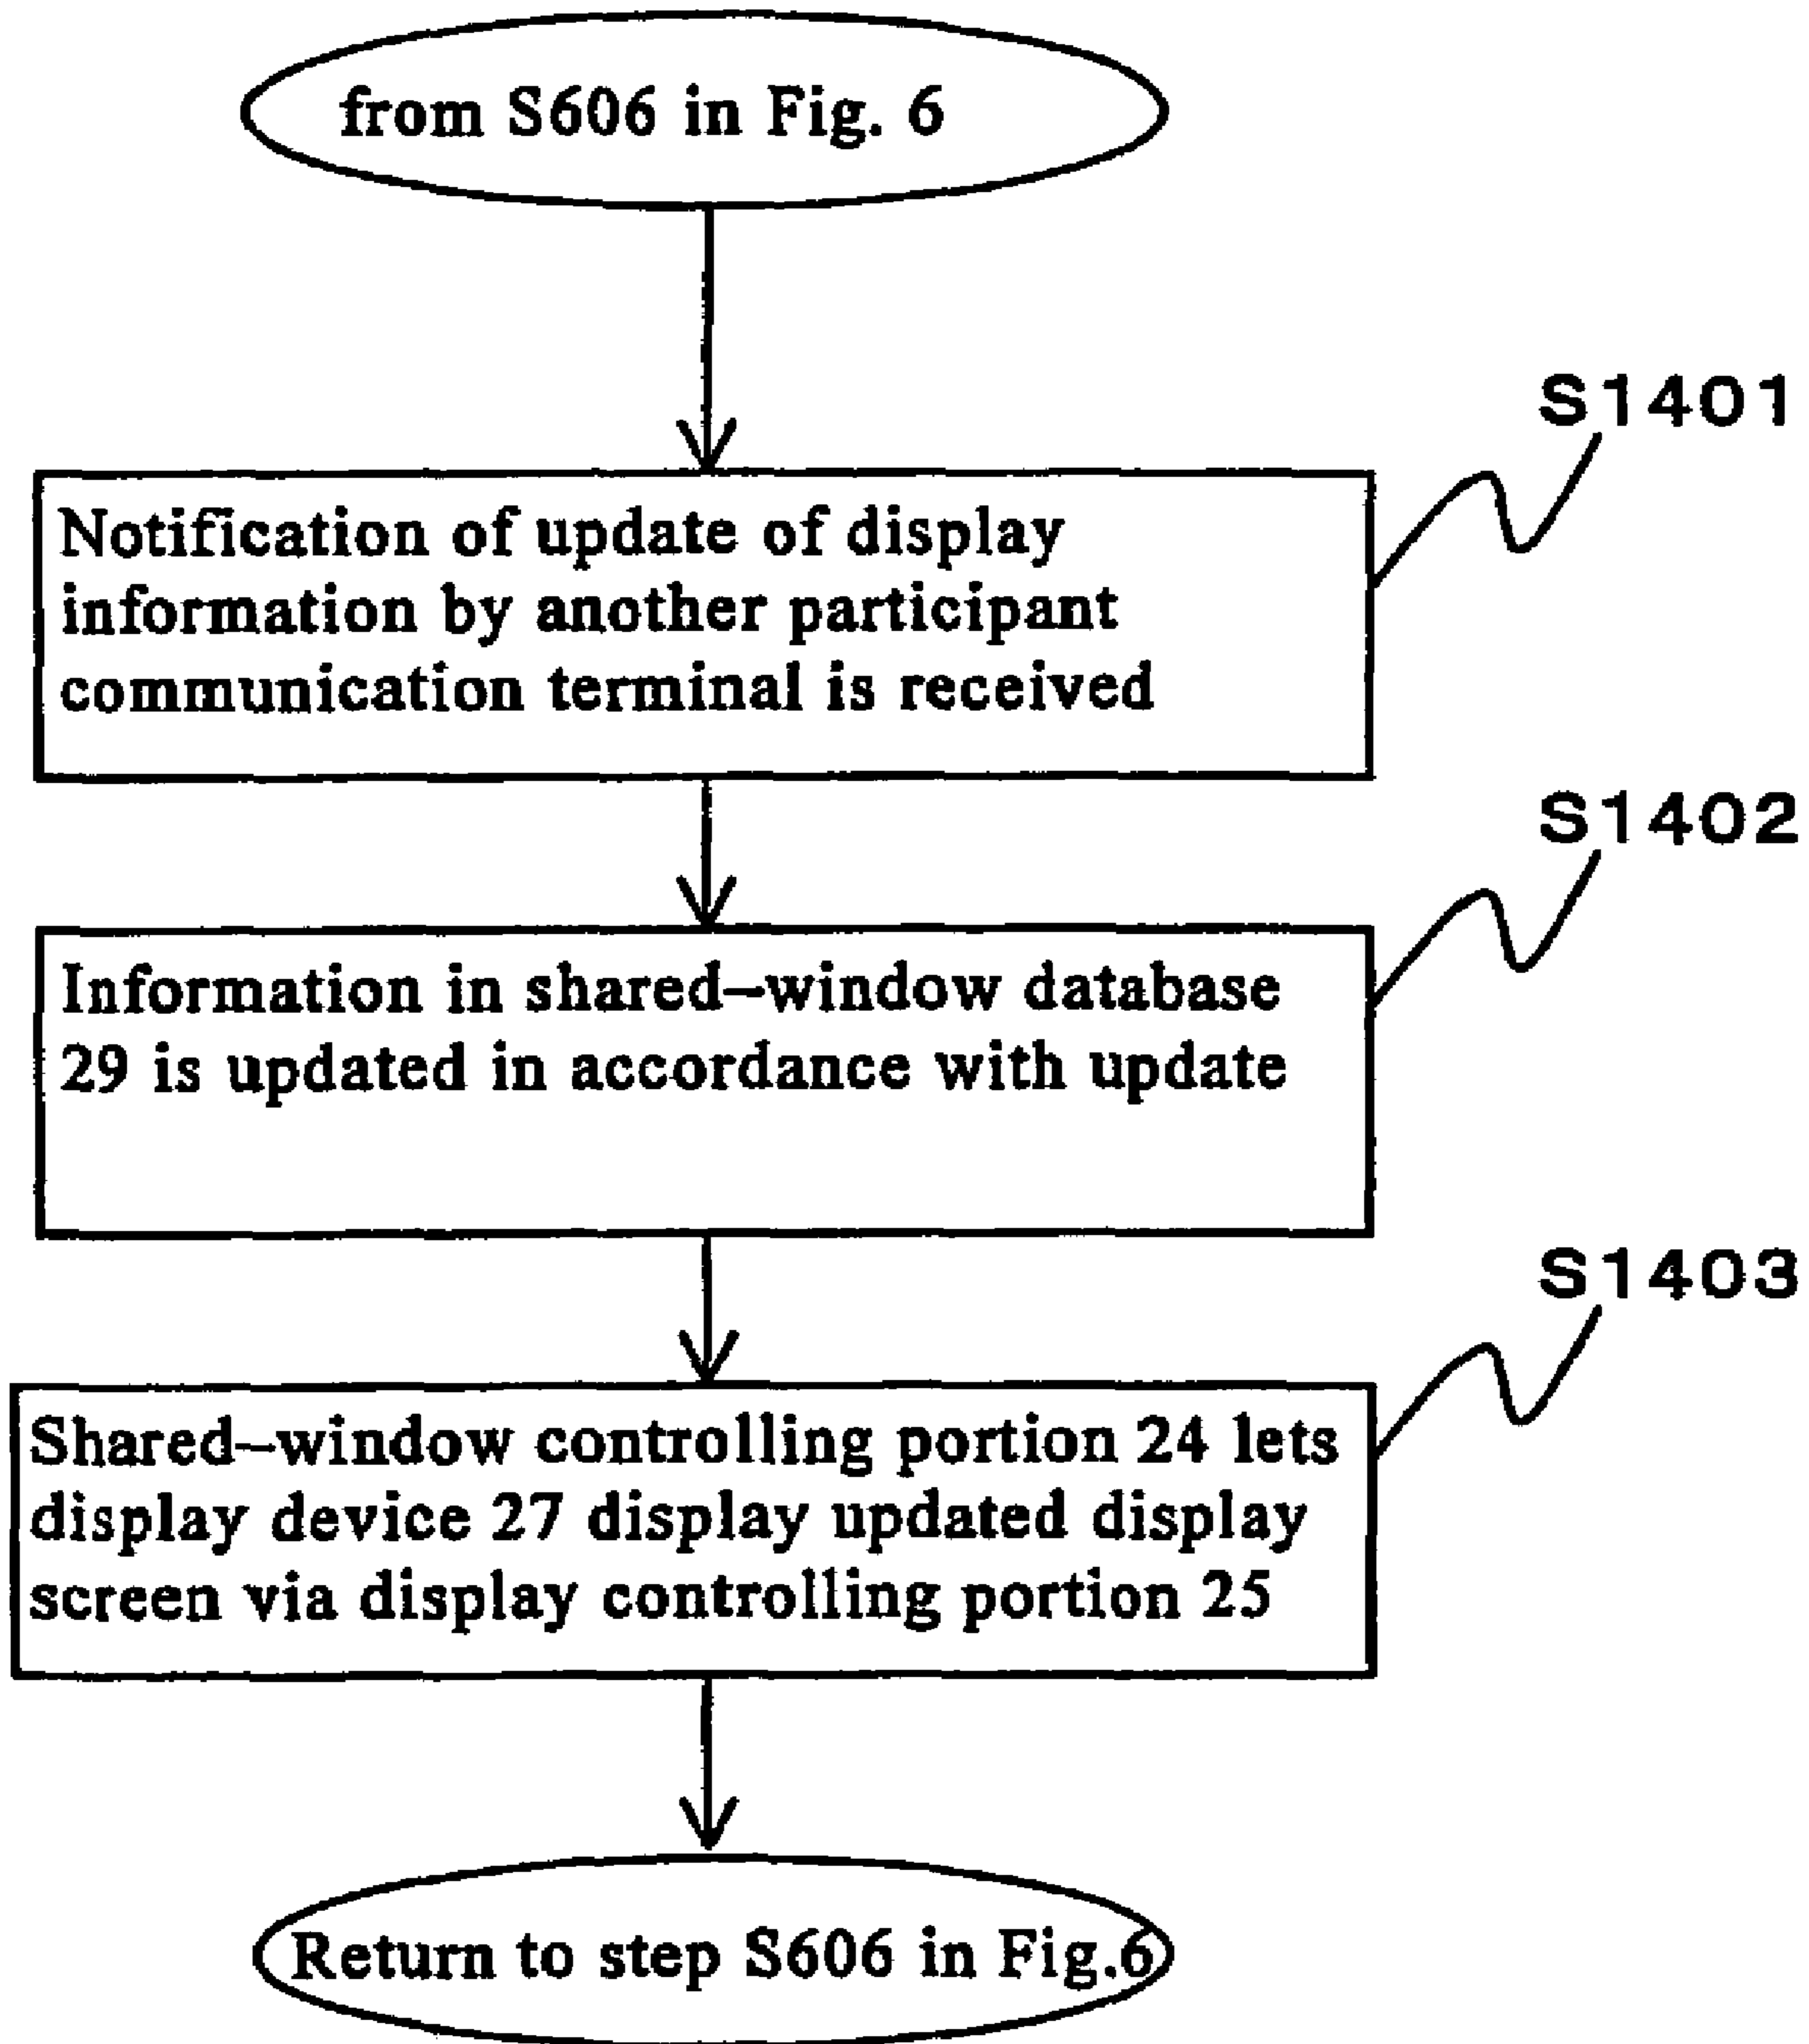 from S606 in Fig. 6
S1401
Notification of update of display
information by another participant
communication terminal is received
S1402
Information in shared–window database
29 is updated in accordance with update
S1403
Shared–window controlling portion 24 lets
display device 27 display updated display
screen via display controlling portion 25
Return to step S606 in Fig.6